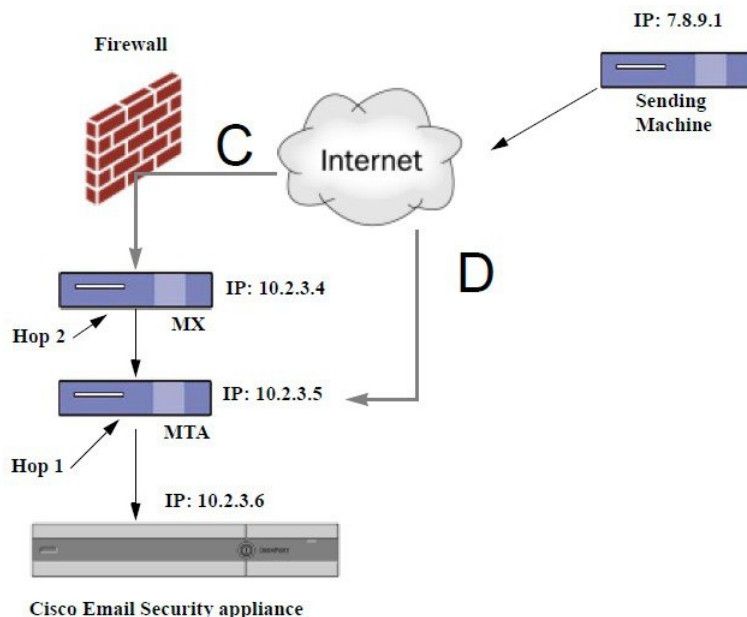 IP: 7.8.9.1
Firewall
Sending
Machine
C
Internet
D
IP: 10.2.3.4
MX
Hop 2
IP: 10.2.3.5
MTA
Hop 1
IP: 10.2.3.6
Cisco Email Security appliance